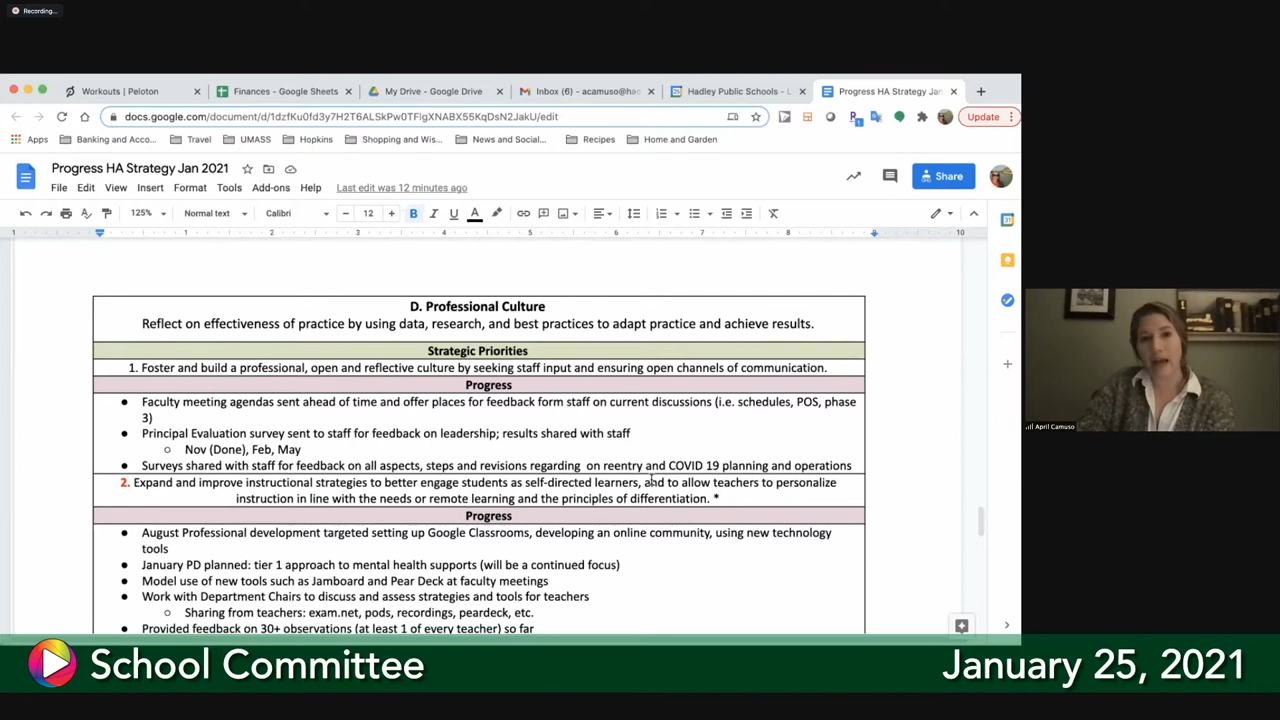 Recording...
Workouts | Peloton
Finances - Google Sheets
My Drive - Google Drive
Inbox (6) - acamuso@had
Hadley Public Schools - L
Progress HA Strategy Jan
docs.google.com/document/d/1dzfKu0fd3y7H2T6ALSkPw0TFlgXNABX55KqDsN2JakU/edit
Update
Apps
Banking and Acco...
Travel
UMASS
Hopkins
Shopping and Wis...
News and Social...
Recipes
Home and Garden
Progress HA Strategy Jan 2021
File Edit View Insert Format Tools Add-ons Help Last edit was 12 minutes ago
Share
125% Normal text Calibri 12 B I U A
1 1 2 3 4 5 6 7 8 9 10
D. Professional Culture
Reflect on effectiveness of practice by using data, research, and best practices to adapt practice and achieve results.
Strategic Priorities
1. Foster and build a professional, open and reflective culture by seeking staff input and ensuring open channels of communication.
Progress
● Faculty meeting agendas sent ahead of time and offer places for feedback form staff on current discussions (i.e. schedules, POS, phase
3)
● Principal Evaluation survey sent to staff for feedback on leadership; results shared with staff
○ Nov (Done), Feb, May
● Surveys shared with staff for feedback on all aspects, steps and revisions regarding on reentry and COVID 19 planning and operations
2. Expand and improve instructional strategies to better engage students as self-directed learners, and to allow teachers to personalize
instruction in line with the needs or remote learning and the principles of differentiation. *
Progress
● August Professional development targeted setting up Google Classrooms, developing an online community, using new technology
tools
● January PD planned: tier 1 approach to mental health supports (will be a continued focus)
● Model use of new tools such as Jamboard and Pear Deck at faculty meetings
● Work with Department Chairs to discuss and assess strategies and tools for teachers
○ Sharing from teachers: exam.net, pods, recordings, peardeck, etc.
● Provided feedback on 30+ observations (at least 1 of every teacher) so far
April Camuso
School Committee
January 25, 2021